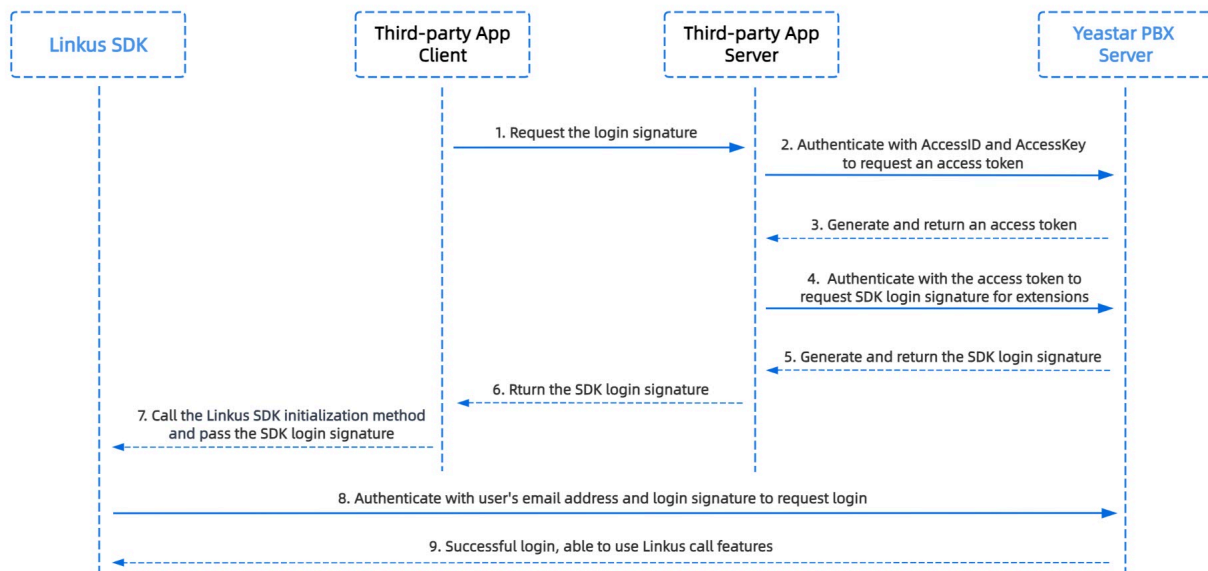 Linkus SDK
Third-party App
Client
Third-party App
Server
Yeastar PBX
Server
1. Request the login signature
2. Authenticate with AccessID and AccessKey
to request an access token
3. Generate and return an access token
4. Authenticate with the access token to
request SDK login signature for extensions
5. Generate and return the SDK login signature
6. Rturn the SDK login signature
7. Call the Linkus SDK initialization method
and pass the SDK login signature
8. Authenticate with user's email address and login signature to request login
9. Successful login, able to use Linkus call features